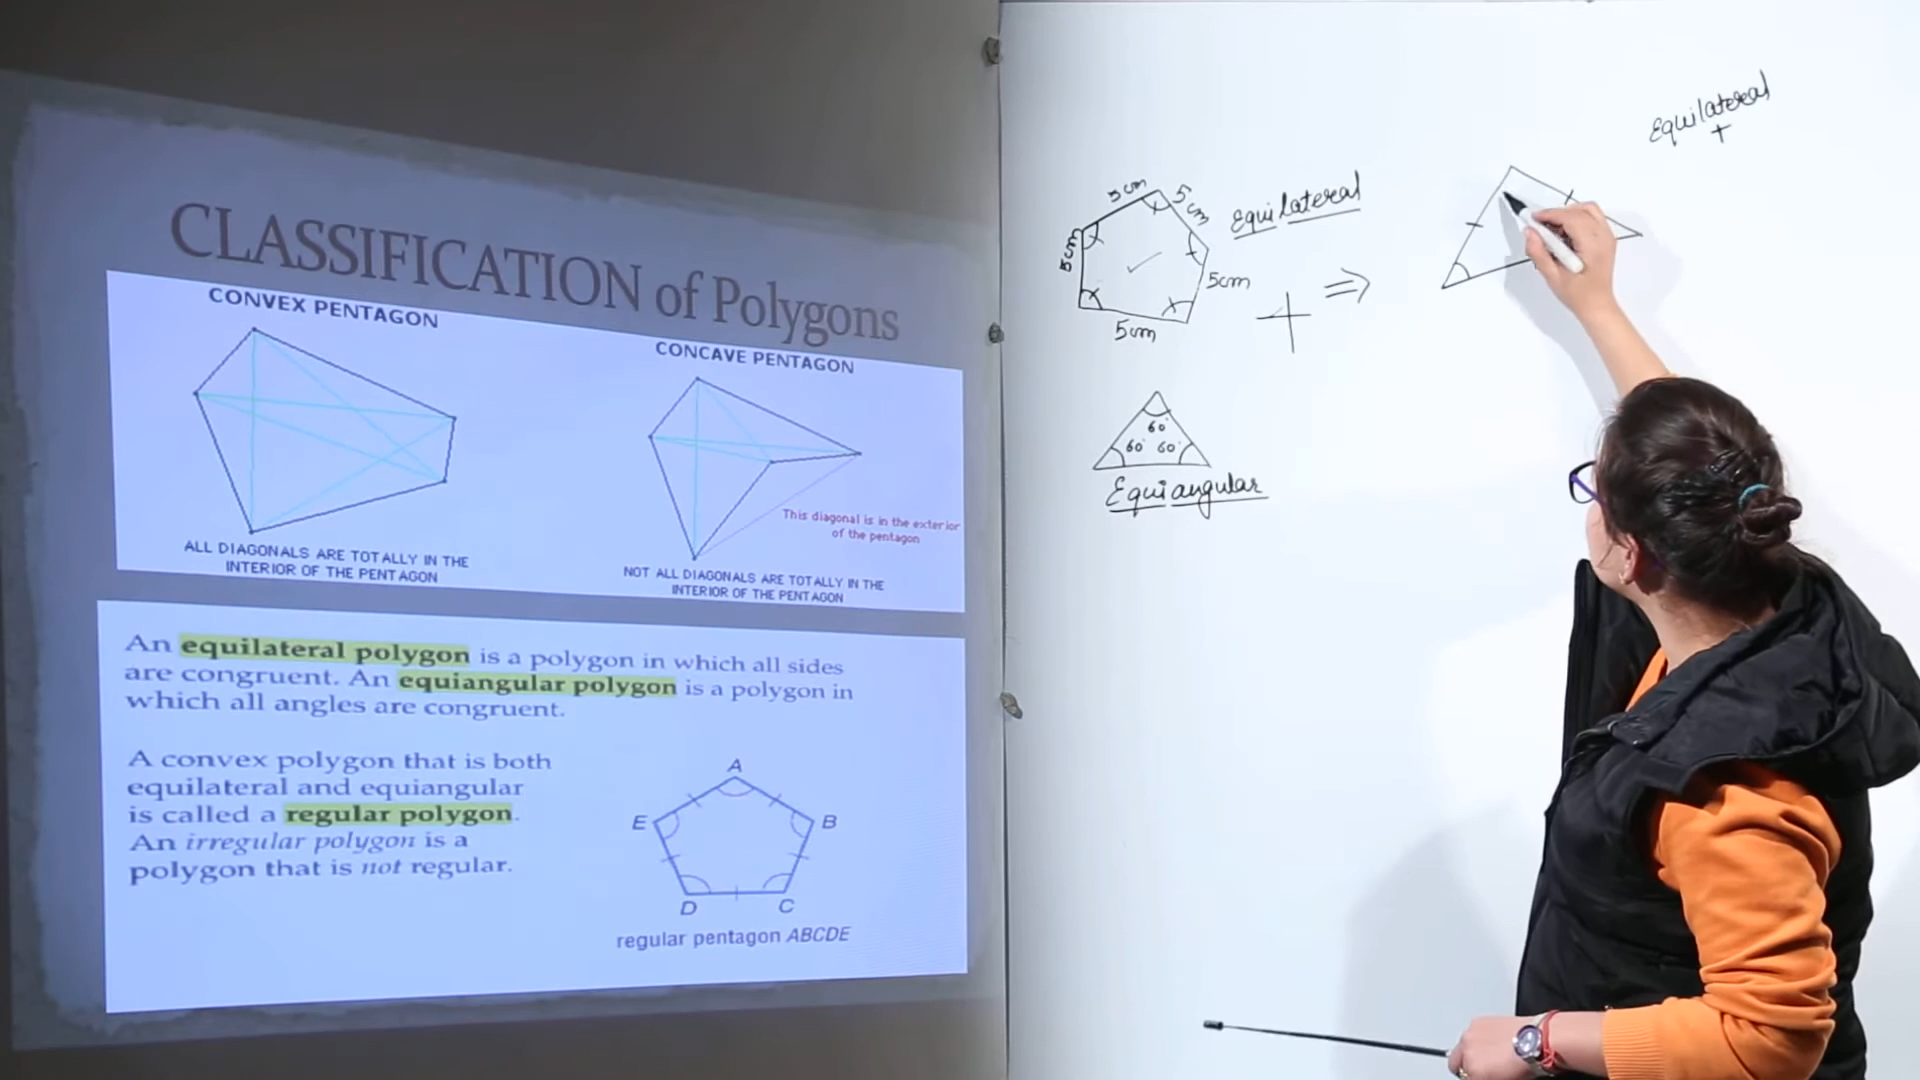 CLASSIFICATION of Polygons
CONVEX PENTAGON
CONCAVE PENTAGON
This diagonal is in the exterior
of the pentagon
ALL DIAGONALS ARE TOTALLY IN THE
INTERIOR OF THE PENTAGON
NOT ALL DIAGONALS ARE TOTALLY IN THE
INTERIOR OF THE PENTAGON
An equilateral polygon is a polygon in which all sides
are congruent. An equiangular polygon is a polygon in
which all angles are congruent.
A convex polygon that is both
equilateral and equiangular
is called a regular polygon.
An irregular polygon is a
polygon that is not regular.
A
E
B
D
C
regular pentagon ABCDE
5cm
5cm
5cm
5cm
5cm
Equilateral
+
⇒
60°
60° 60°
Equiangular
Equilateral
+